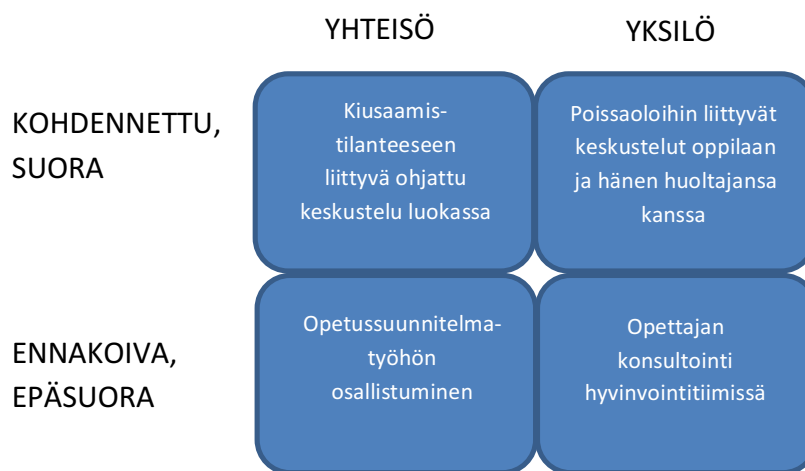 YHTEISÖ
YKSILÖ
KOHDENNETTU,
SUORA
Kiusaamis-
tilanteeseen
liittyvä ohjattu
keskustelu luokassa
Poissaoloihin liittyvät
keskustelut oppilaan
ja hänen huoltajansa
kanssa
ENNAKOIVA,
EPÄSUORA
Opetussuunnitelma-
työhön
osallistuminen
Opettajan
konsultointi
hyvinvointitiimissä